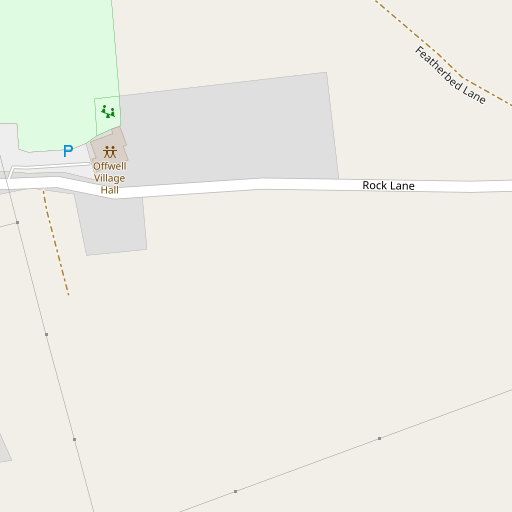 Featherbed Lane
P
Offwell
Village
Hall
Rock Lane